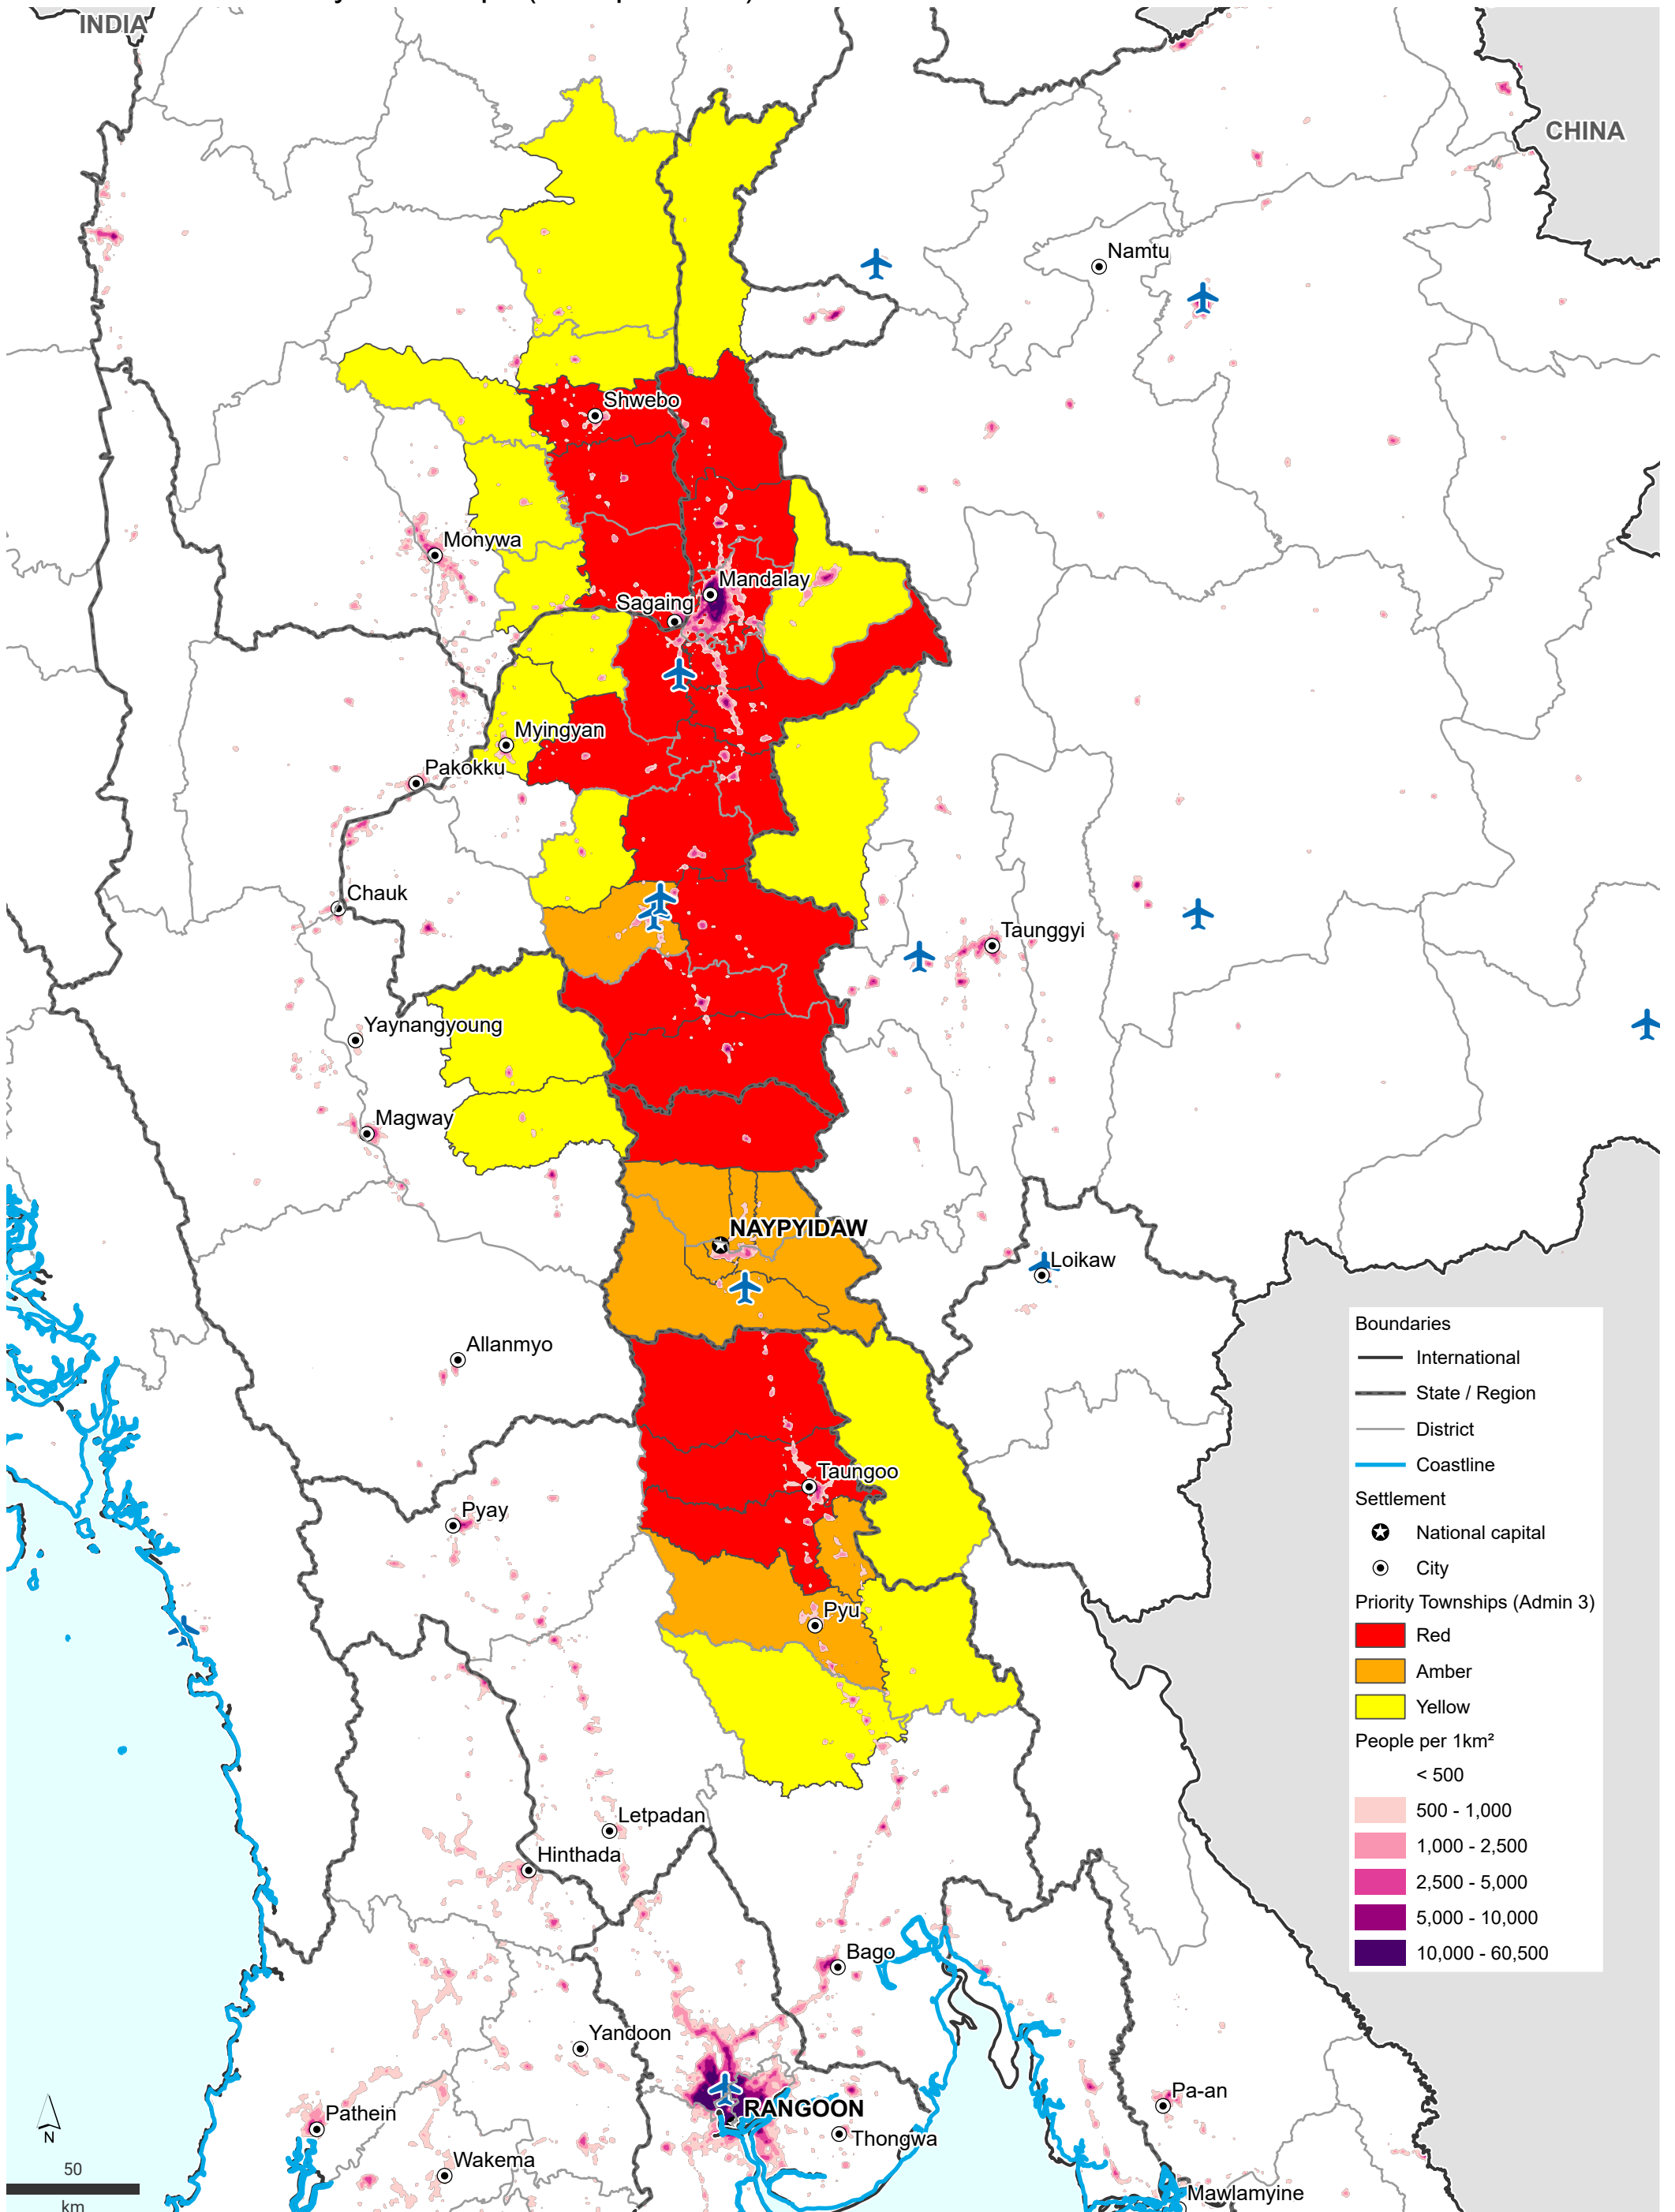 INDIA
CHINA
Namtu
Shwebo
Monywa
Mandalay
Sagaing
Myingyan
Pakokku
Chauk
Taunggyi
Yaynangyoung
Magway
NAYPYIDAW
Loikaw
Allanmyo
Taungoo
Pyay
Pyu
Letpadan
Hinthada
Bago
Yandoon
Pa-an
RANGOON
Pathein
Thongwa
Wakema
Mawlamyine
Boundaries
International
State / Region
District
Coastline
Settlement
National capital
City
Priority Townships (Admin 3)
Red
Amber
Yellow
People per 1km²
< 500
500 - 1,000
1,000 - 2,500
2,500 - 5,000
5,000 - 10,000
10,000 - 60,500
N
50
km